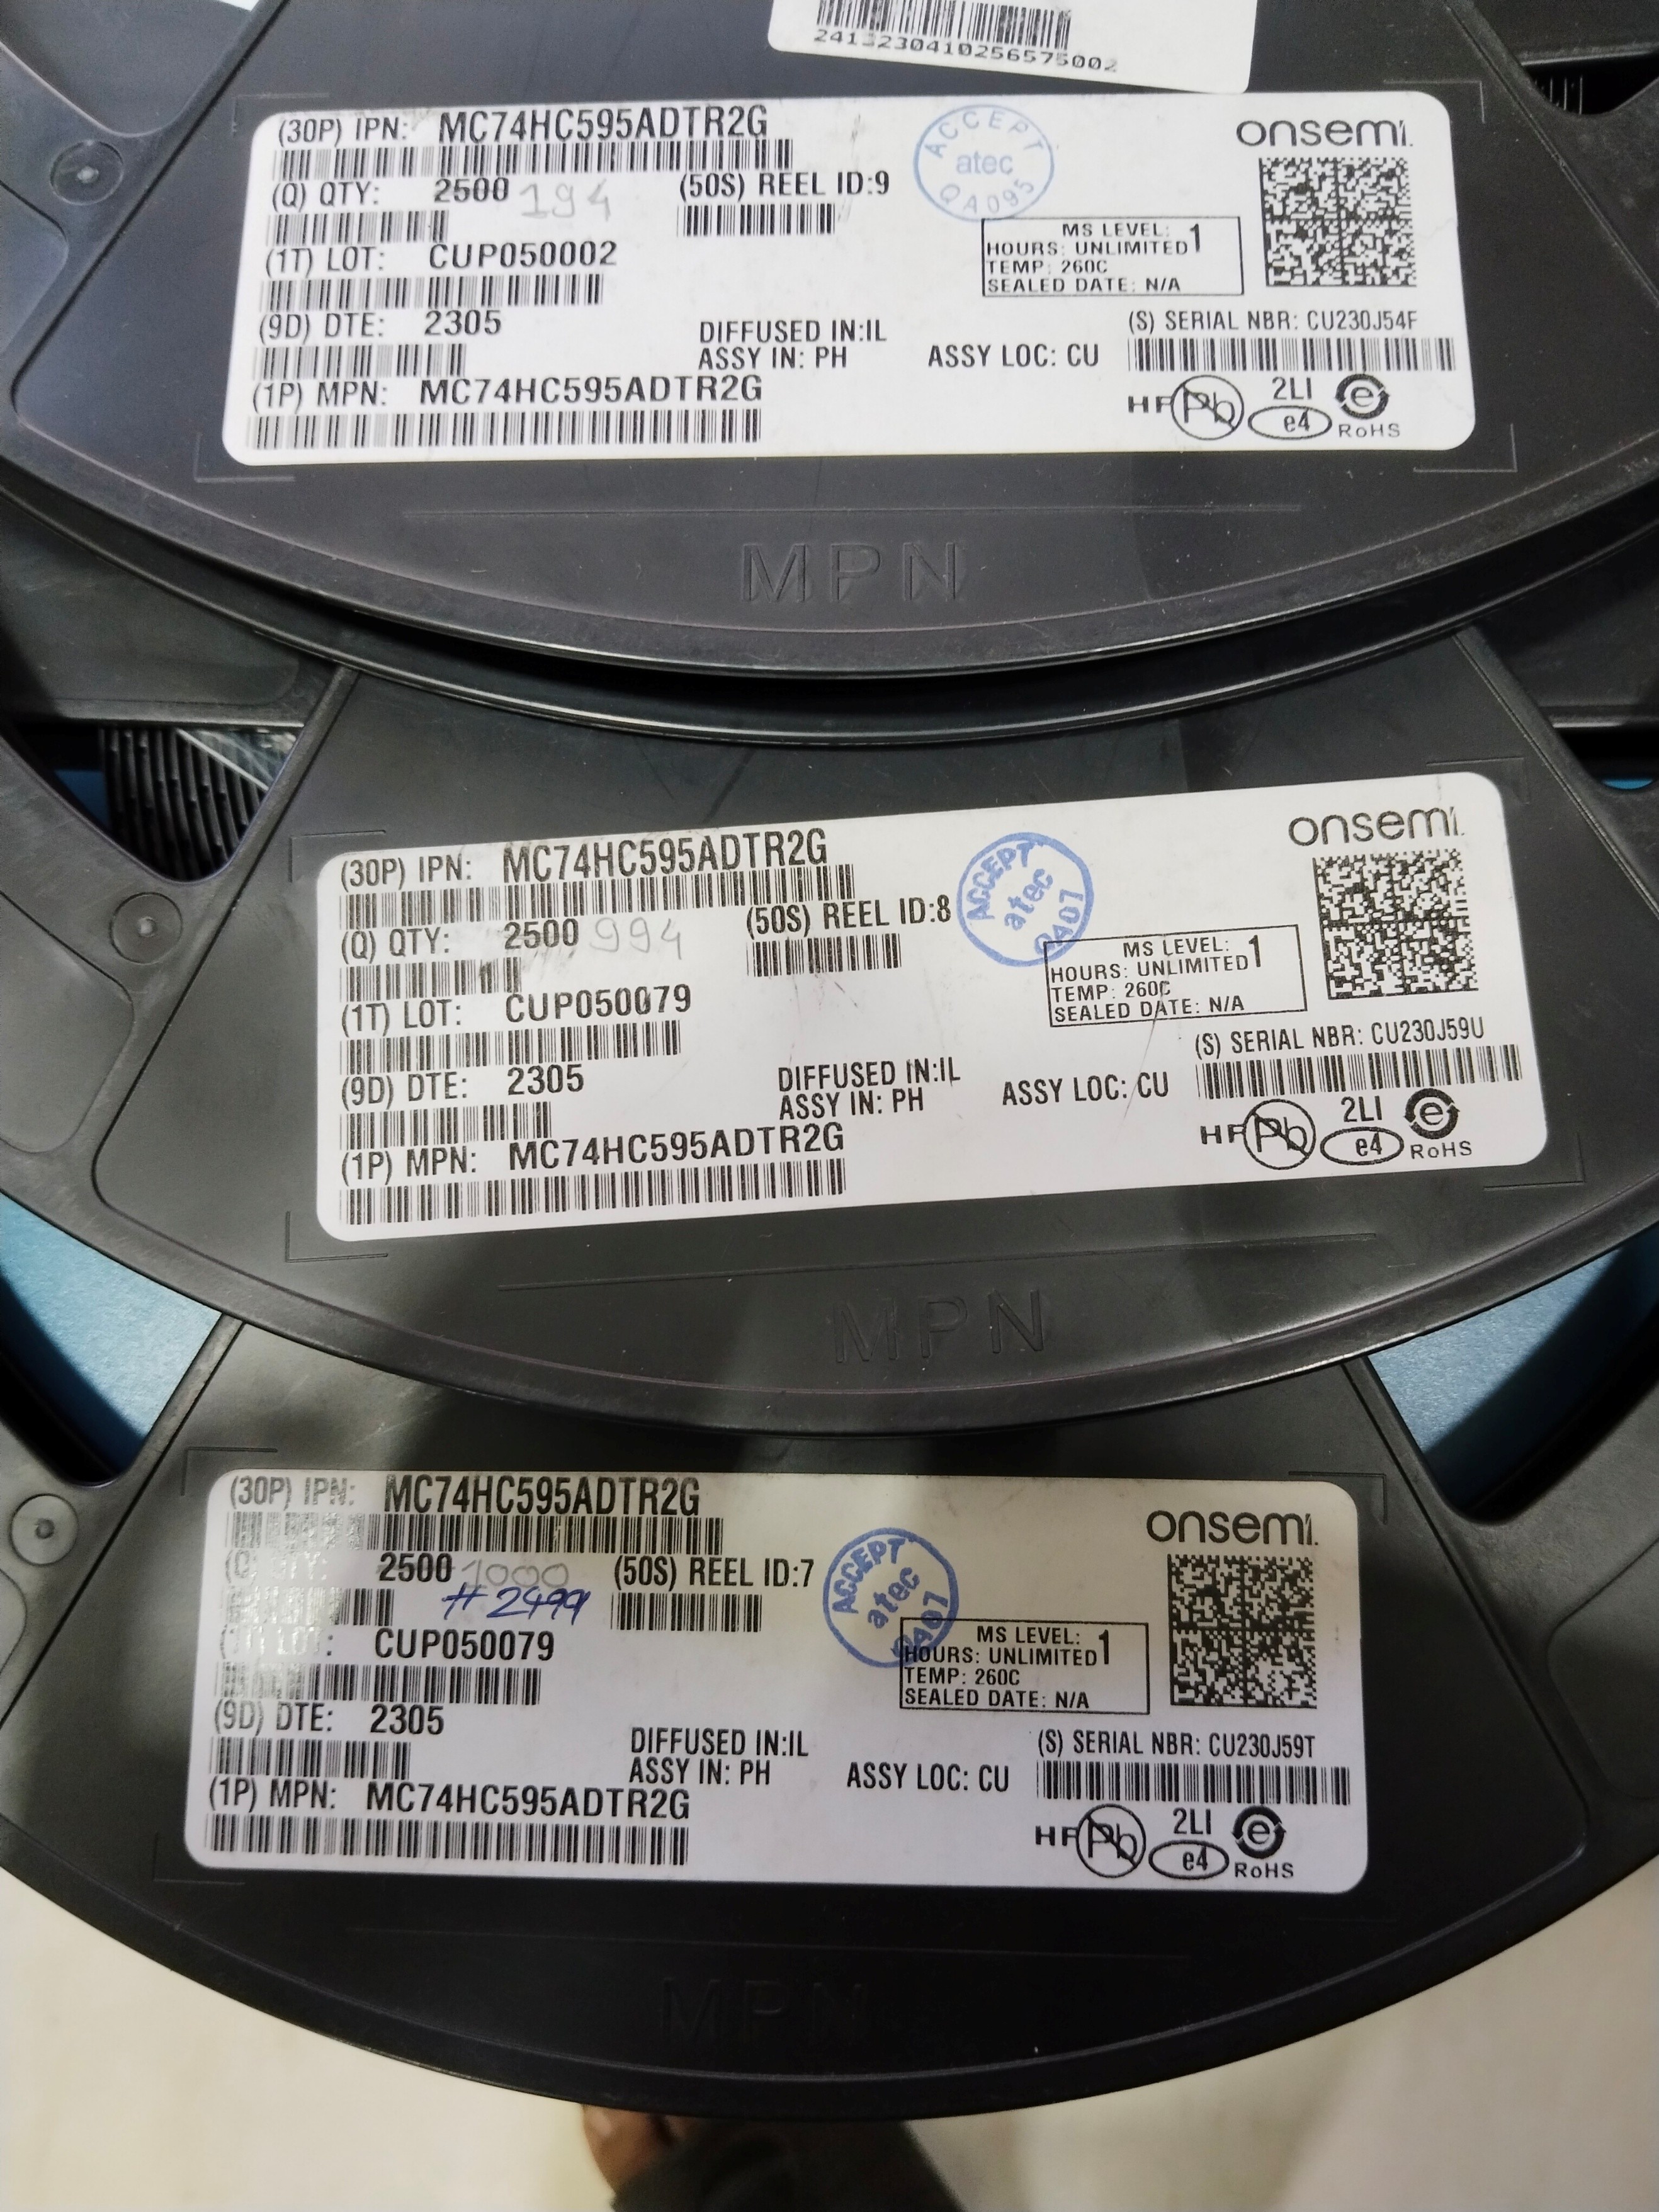 2413230410256575002
(30P) IPN: MC74HC595ADTR2G
onsemi
ACCEPT
atec
QA095
(Q) QTY: 2500 194
(50S) REEL ID:9
MS LEVEL: 1
HOURS: UNLIMITED
TEMP: 260C
SEALED DATE: N/A
(1T) LOT: CUP050002
(9D) DTE: 2305
DIFFUSED IN:IL
ASSY IN: PH
ASSY LOC: CU
(S) SERIAL NBR: CU230J54F
(1P) MPN: MC74HC595ADTR2G
HF Pb 2LI e4 e RoHS
MPN
(30P) IPN: MC74HC595ADTR2G
onsemi
ACCEPT
atec
QA07
(Q) QTY: 2500 994
(50S) REEL ID:8
MS LEVEL: 1
HOURS: UNLIMITED
TEMP: 260C
SEALED DATE: N/A
(1T) LOT: CUP050079
(9D) DTE: 2305
DIFFUSED IN:IL
ASSY IN: PH
ASSY LOC: CU
(S) SERIAL NBR: CU230J59U
(1P) MPN: MC74HC595ADTR2G
HF Pb 2LI e4 e RoHS
MPN
(30P) IPN: MC74HC595ADTR2G
onsemi
ACCEPT
atec
QA07
QTY: 2500 1000
(50S) REEL ID:7
#2499
MS LEVEL: 1
HOURS: UNLIMITED
TEMP: 260C
SEALED DATE: N/A
LOT: CUP050079
(9D) DTE: 2305
DIFFUSED IN:IL
ASSY IN: PH
ASSY LOC: CU
(S) SERIAL NBR: CU230J59T
(1P) MPN: MC74HC595ADTR2G
HF Pb 2LI e4 e RoHS
MPN